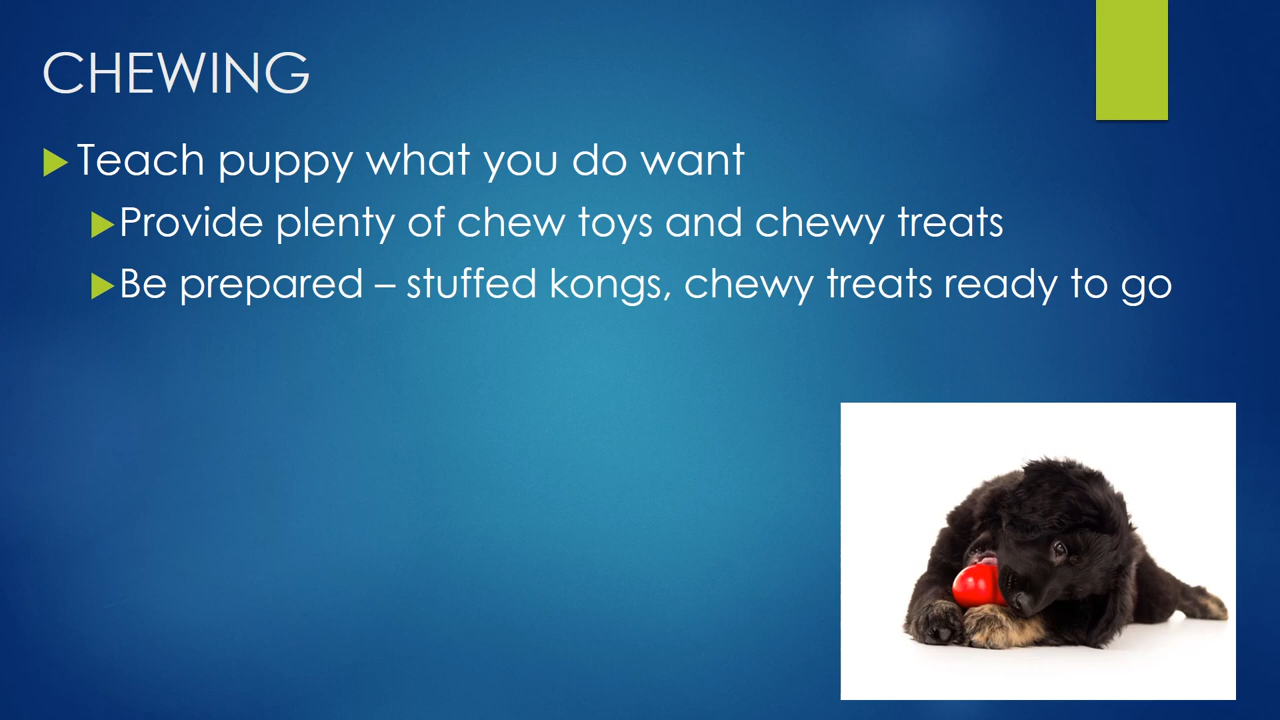 CHEWING
Teach puppy what you do want
Provide plenty of chew toys and chewy treats
Be prepared – stuffed kongs, chewy treats ready to go